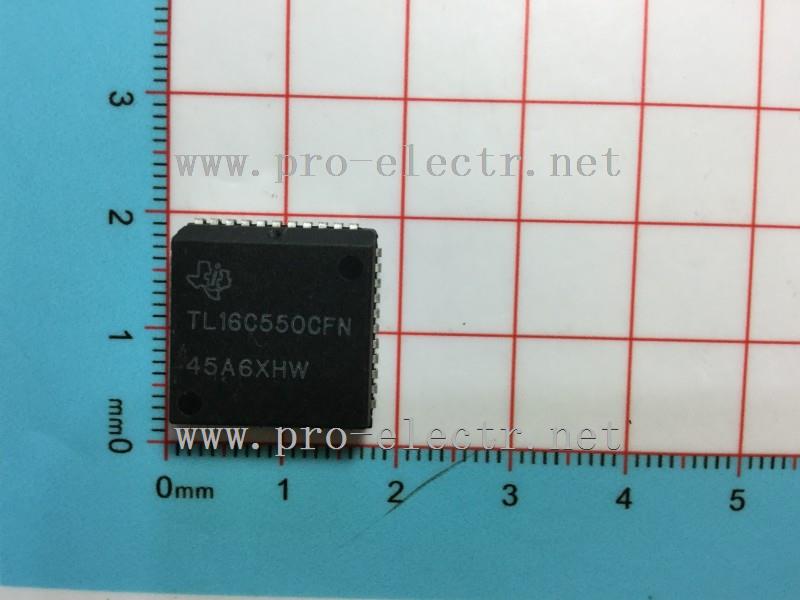 3
www.pro-electr.net
2
TL16C550CFN
1
45A6XHW
mm0
www.pro-electr.net
0mm 1 2 3 4 5